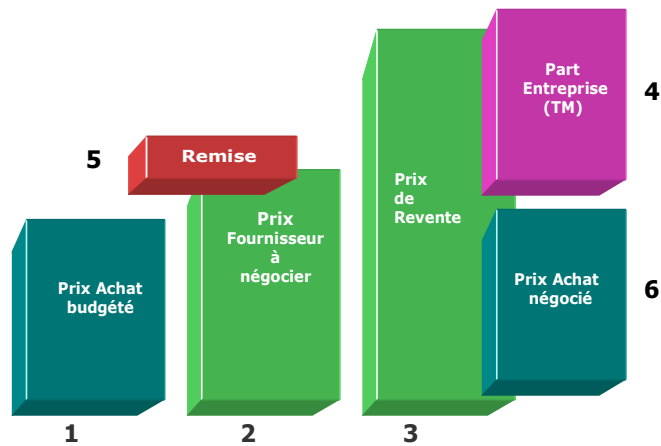 Part
Entreprise
(TM)
4
5
Remise
Prix
de
Revente
Prix
Fournisseur
à
négocier
Prix Achat
budgété
Prix Achat
négocié
6
1
2
3